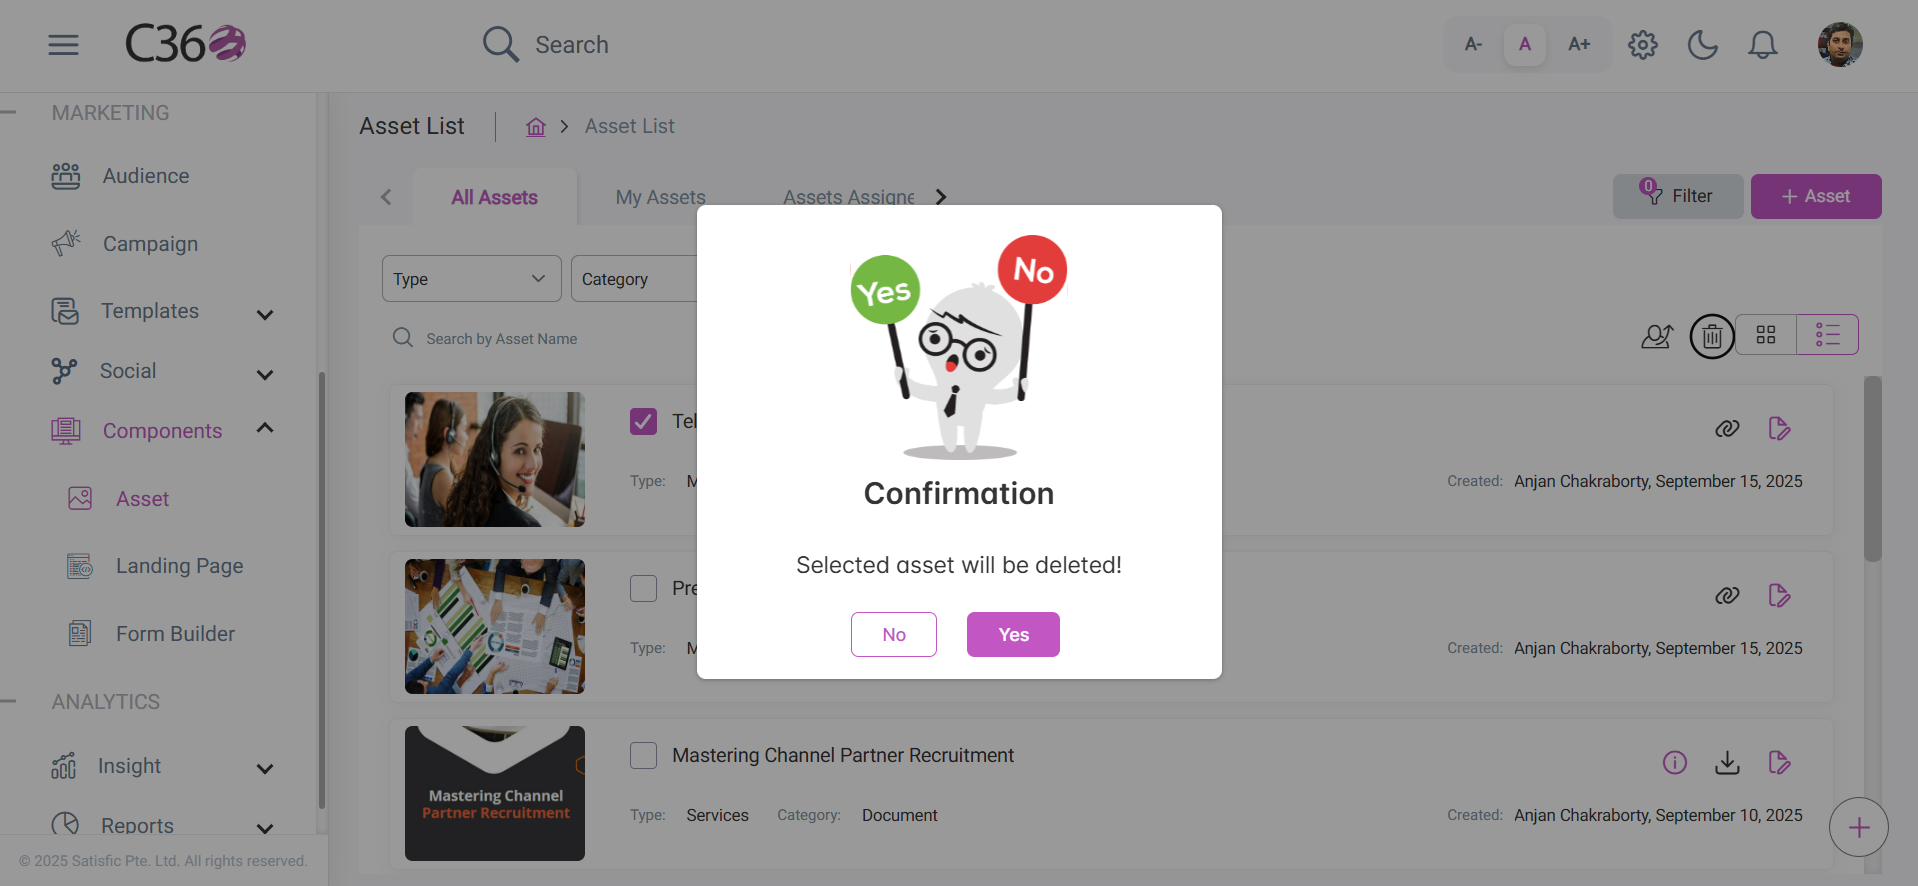 C360
Search
A-
A
A+
MARKETING
Audience
Campaign
Templates
Social
Components
Asset
Landing Page
Form Builder
ANALYTICS
Insight
Reports
© 2025 Satisfic Pte. Ltd. All rights reserved.
Asset List
Asset List
All Assets
My Assets
Assets Assigne
0
Filter
+ Asset
Type
Category
Search by Asset Name
Tel
Type: M
Created: Anjan Chakraborty, September 15, 2025
Pre
Type: M
Created: Anjan Chakraborty, September 15, 2025
Mastering Channel
Partner Recruitment
Mastering Channel Partner Recruitment
Type: Services Category: Document
Created: Anjan Chakraborty, September 10, 2025
Yes
No
Confirmation
Selected asset will be deleted!
No
Yes